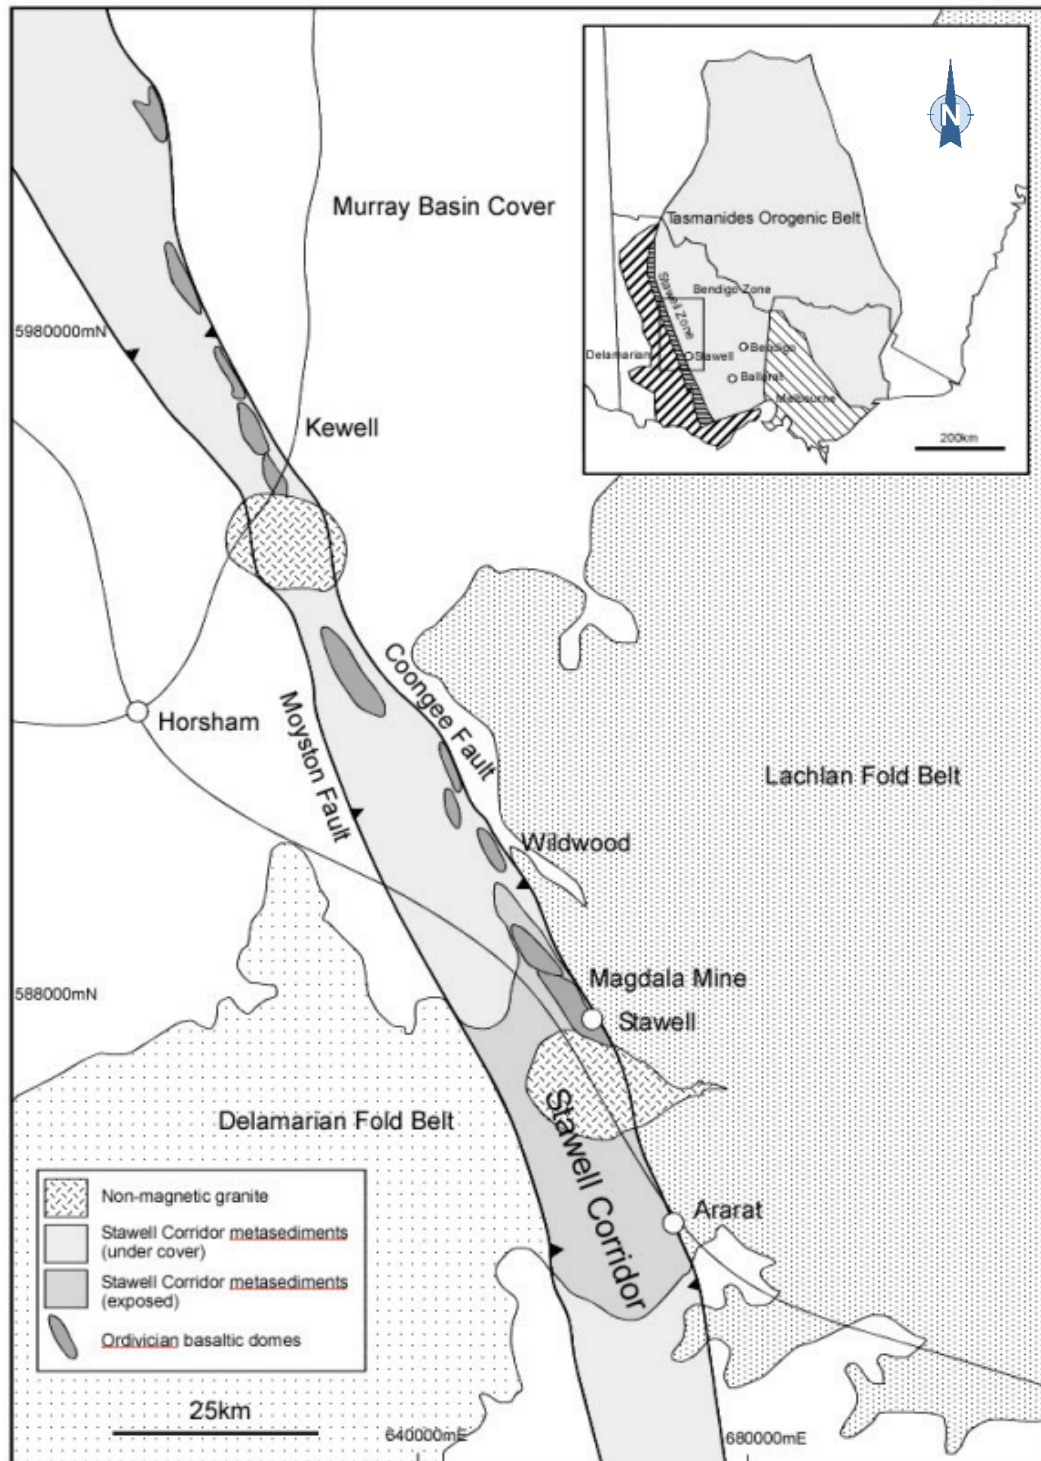 N
Murray Basin Cover
Tasmanides Orogenic Belt
Stawell Zone
Bendigo Zone
Delamarian
Stawell
Bendigo
Ballarat
Melbourne
200km
5980000mN
Kewell
Coongee Fault
Moyston Fault
Horsham
Lachlan Fold Belt
Wildwood
Magdala Mine
588000mN
Stawell
Delamarian Fold Belt
Stawell Corridor
Ararat
Non-magnetic granite
Stawell Corridor metasediments
(under cover)
Stawell Corridor metasediments
(exposed)
Ordivician basaltic domes
25km
640000mE
680000mE